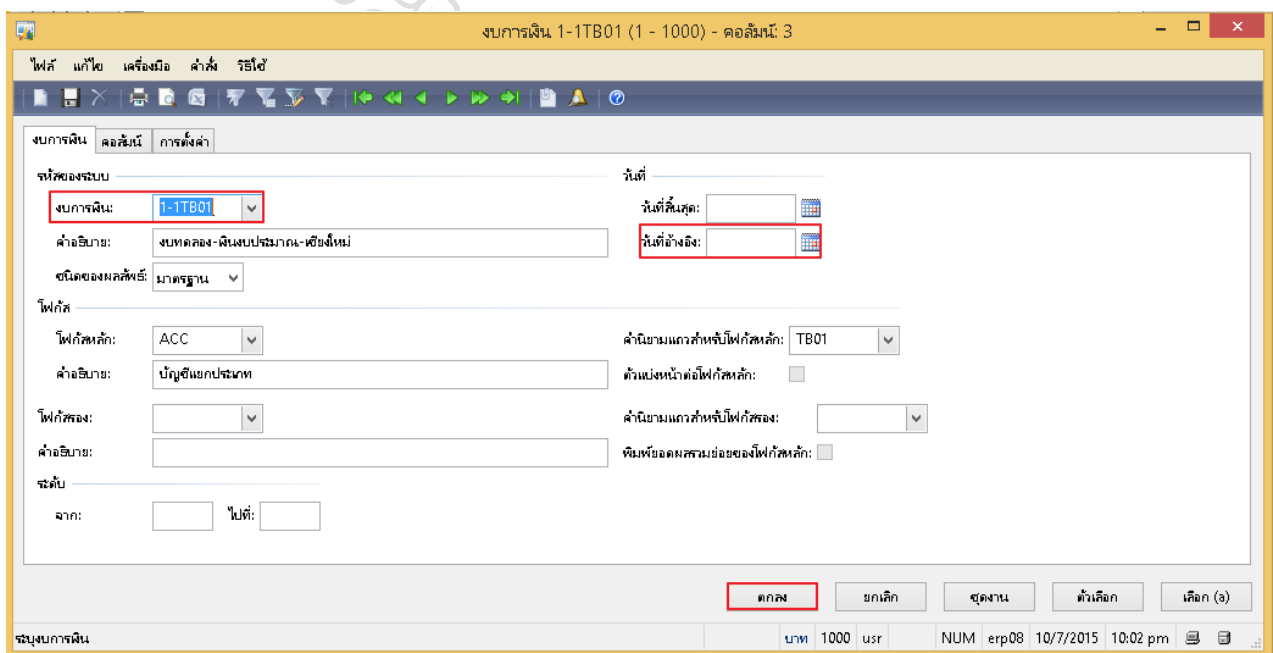 งบการเงิน 1-1TB01 (1 - 1000) - คอลัมน์: 3
ไฟล์ แก้ไข เครื่องมือ คำสั่ง วิธีใช้
งบการเงิน คอลัมน์ การตั้งค่า
รหัสของระบบ วันที่
งบการเงิน: 1-1TB01 วันที่สิ้นสุด:
คำอธิบาย: งบทดลอง-เงินงบประมาณ-เชียงใหม่ วันที่อ้างอิง:
ชนิดของผลลัพธ์: มาตรฐาน
โฟกัส
โฟกัสหลัก: ACC คำนิยามแถวสำหรับโฟกัสหลัก: TB01
คำอธิบาย: บัญชีแยกประเภท ตัวแบ่งหน้าต่อโฟกัสหลัก:
โฟกัสรอง: คำนิยามแถวสำหรับโฟกัสรอง:
คำอธิบาย: พิมพ์ยอดผลรวมย่อยของโฟกัสหลัก:
ระดับ
จาก: ไปที่:
ตกลง ยกเลิก ชุดงาน ตัวเลือก เลือก (a)
ระบุงบการเงิน บาท 1000 usr NUM erp08 10/7/2015 10:02 pm